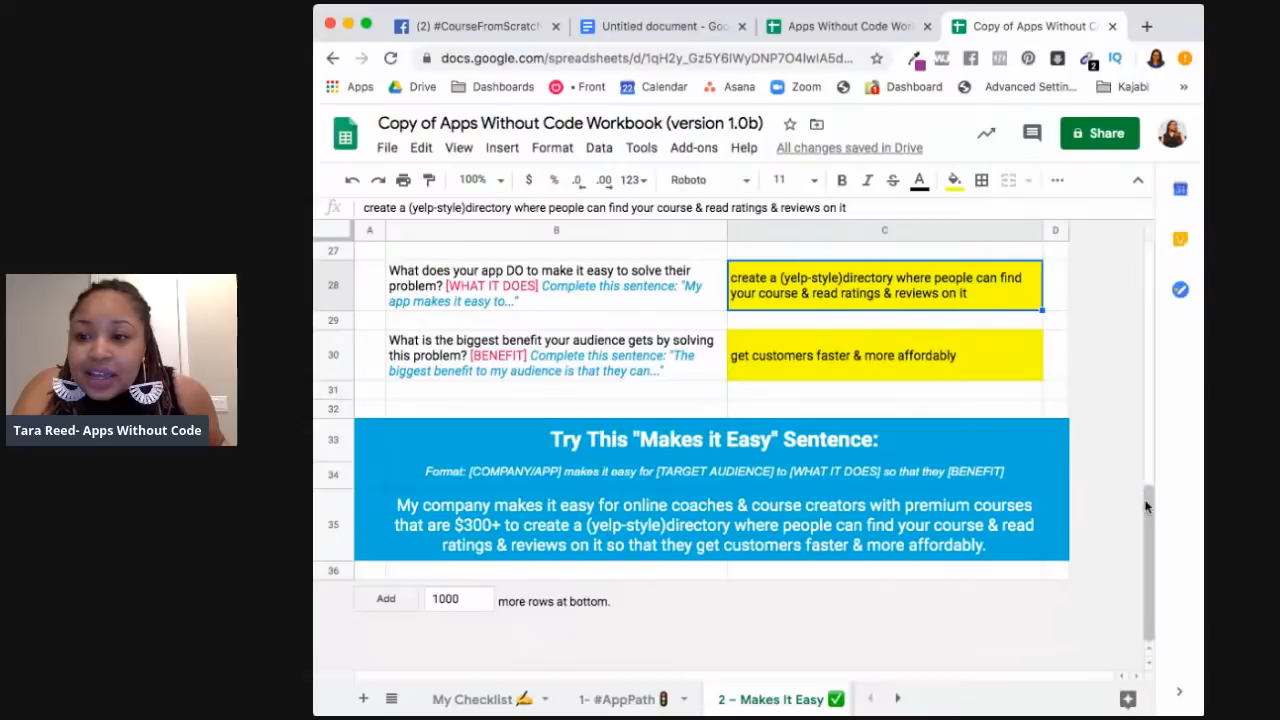 (2) #CourseFromScratch
Untitled document - Goo
Apps Without Code Wor
Copy of Apps Without C
docs.google.com/spreadsheets/d/1qH2y_Gz5Y6IWyDNP7O4lwIA5d...
2
IQ
Apps
Drive
Dashboards
• Front
22
Calendar
Asana
Zoom
Dashboard
Advanced Settin...
Kajabi
»
Copy of Apps Without Code Workbook (version 1.0b)
Share
File Edit View Insert Format Data Tools Add-ons Help All changes saved in Drive
100% $ % .0 .00 123 Roboto 11 B I S A
fx create a (yelp-style)directory where people can find your course & read ratings & reviews on it
A B C D
27
28
What does your app DO to make it easy to solve their
problem? [WHAT IT DOES] Complete this sentence: "My
app makes it easy to..."
create a (yelp-style)directory where people can find
your course & read ratings & reviews on it
29
30
What is the biggest benefit your audience gets by solving
this problem? [BENEFIT] Complete this sentence: "The
biggest benefit to my audience is that they can..."
get customers faster & more affordably
31
32
33
Try This "Makes it Easy" Sentence:
34
Format: [COMPANY/APP] makes it easy for [TARGET AUDIENCE] to [WHAT IT DOES] so that they [BENEFIT]
35
My company makes it easy for online coaches & course creators with premium courses
that are $300+ to create a (yelp-style)directory where people can find your course & read
ratings & reviews on it so that they get customers faster & more affordably.
36
Add 1000 more rows at bottom.
My Checklist ✍️
1- #AppPath 🚦
2 – Makes It Easy ✅
Tara Reed- Apps Without Code